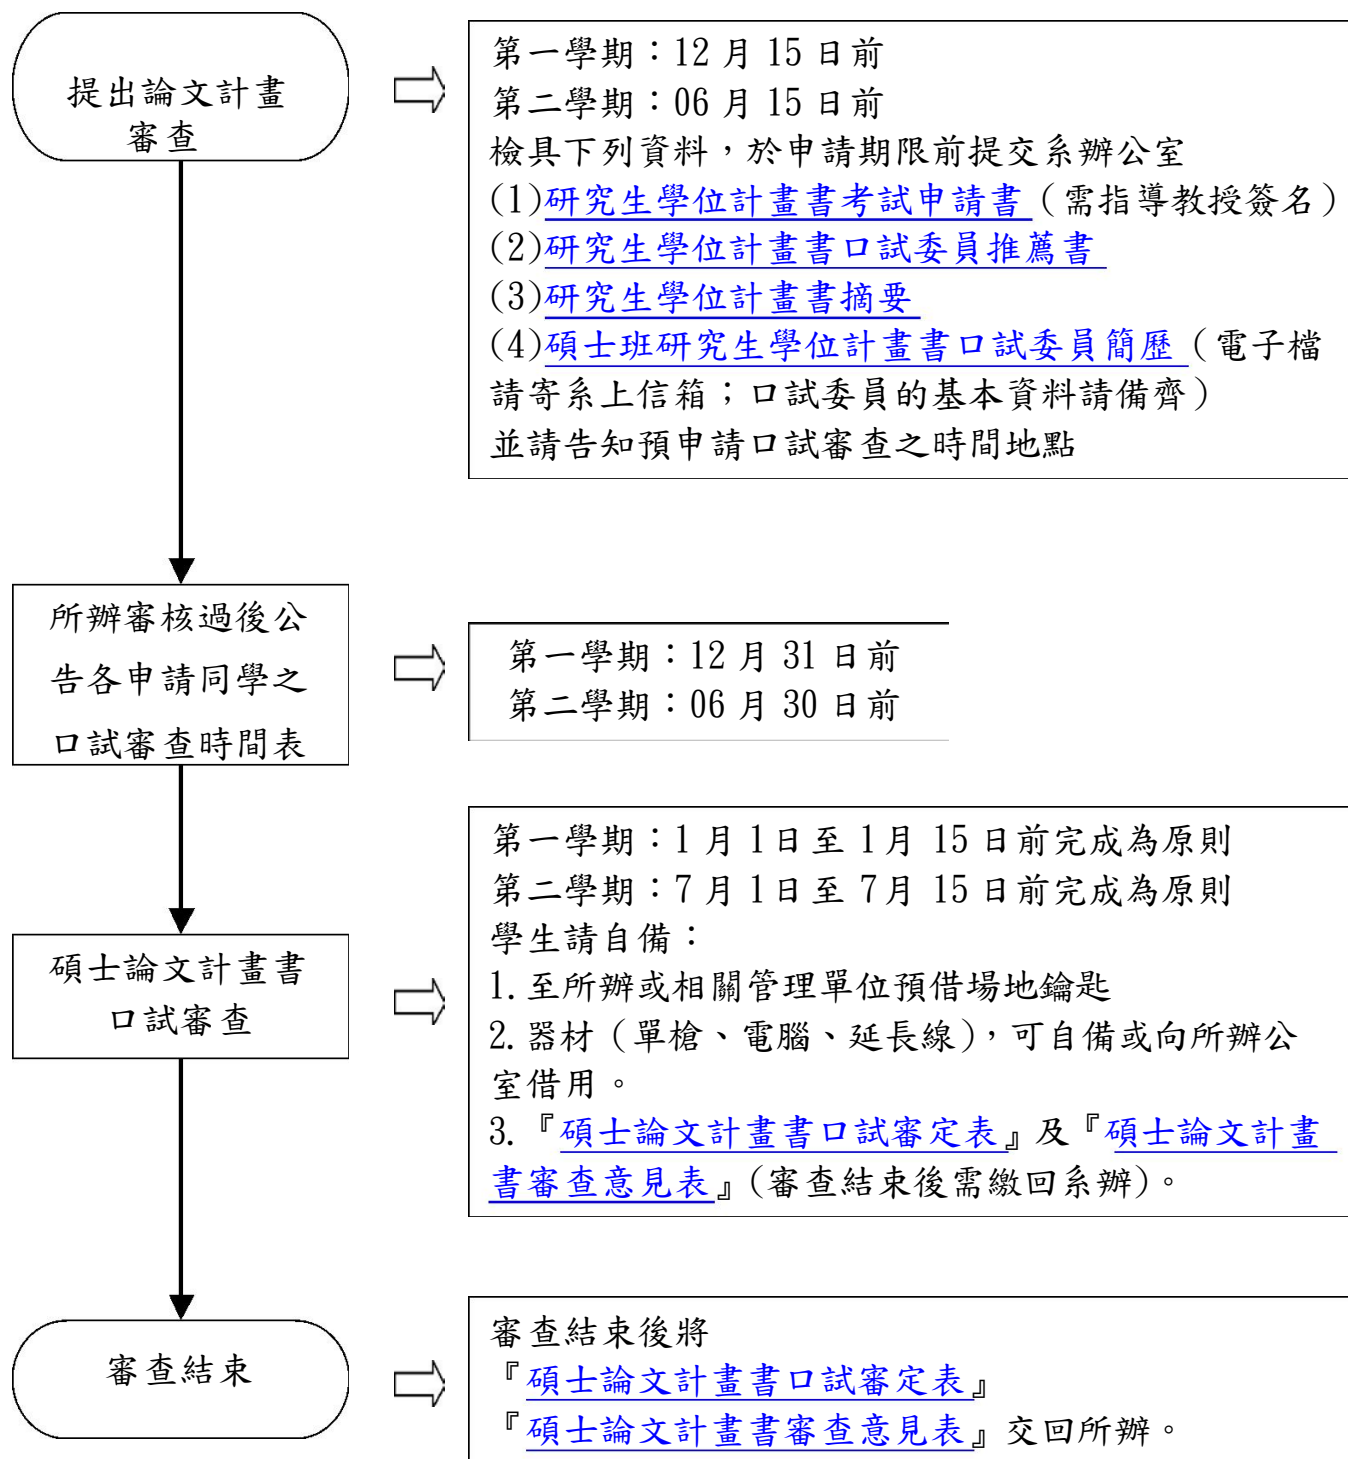 提出論文計畫
審查
第一學期：12 月 15 日前
第二學期：06 月 15 日前
檢具下列資料，於申請期限前提交系辦公室
(1)研究生學位計畫書考試申請書（需指導教授簽名）
(2)研究生學位計畫書口試委員推薦書
(3)研究生學位計畫書摘要
(4)碩士班研究生學位計畫書口試委員簡歷（電子檔
請寄系上信箱；口試委員的基本資料請備齊）
並請告知預申請口試審查之時間地點
所辦審核過後公
告各申請同學之
口試審查時間表
第一學期：12 月 31 日前
第二學期：06 月 30 日前
碩士論文計畫書
口試審查
第一學期：1 月 1 日至 1 月 15 日前完成為原則
第二學期：7 月 1 日至 7 月 15 日前完成為原則
學生請自備：
1. 至所辦或相關管理單位預借場地鑰匙
2. 器材（單槍、電腦、延長線），可自備或向所辦公
室借用。
3.『碩士論文計畫書口試審定表』及『碩士論文計畫
書審查意見表』（審查結束後需繳回系辦）。
審查結束
審查結束後將
『碩士論文計畫書口試審定表』
『碩士論文計畫書審查意見表』交回所辦。